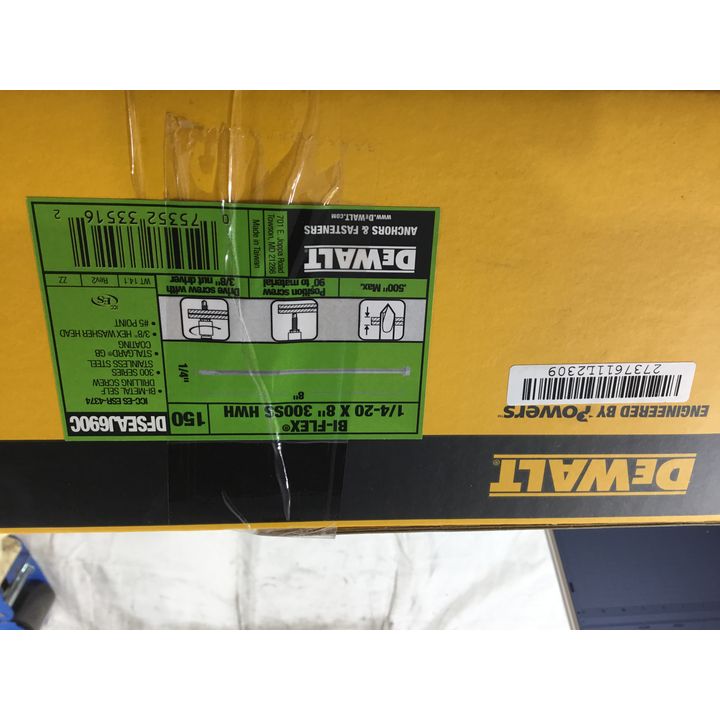 DEWALT®
ENGINEERED BY Powers™
2737611L2309
BI-FLEX®
1/4-20 X 8" 300SS HWH
150
DFSEAJ690C
ICC-ES ESR-4374
8"
1/4"
• BI-METAL SELF
DRILLING SCREW
• 300 SERIES
STAINLESS STEEL
• STALGARD® GB
COATING
• 3/8" HEX WASHER HEAD
• #5 POINT
.500" Max.
Position screw
90° to material
Drive screw with
3/8" nut driver
ICC
ES
WT 14.1
Rev2
ZZ
DEWALT
ANCHORS & FASTENERS
www.DEWALT.com
701 E. Joppa Road
Towson, MD 21286
Made in Taiwan
0 75352 33516 2